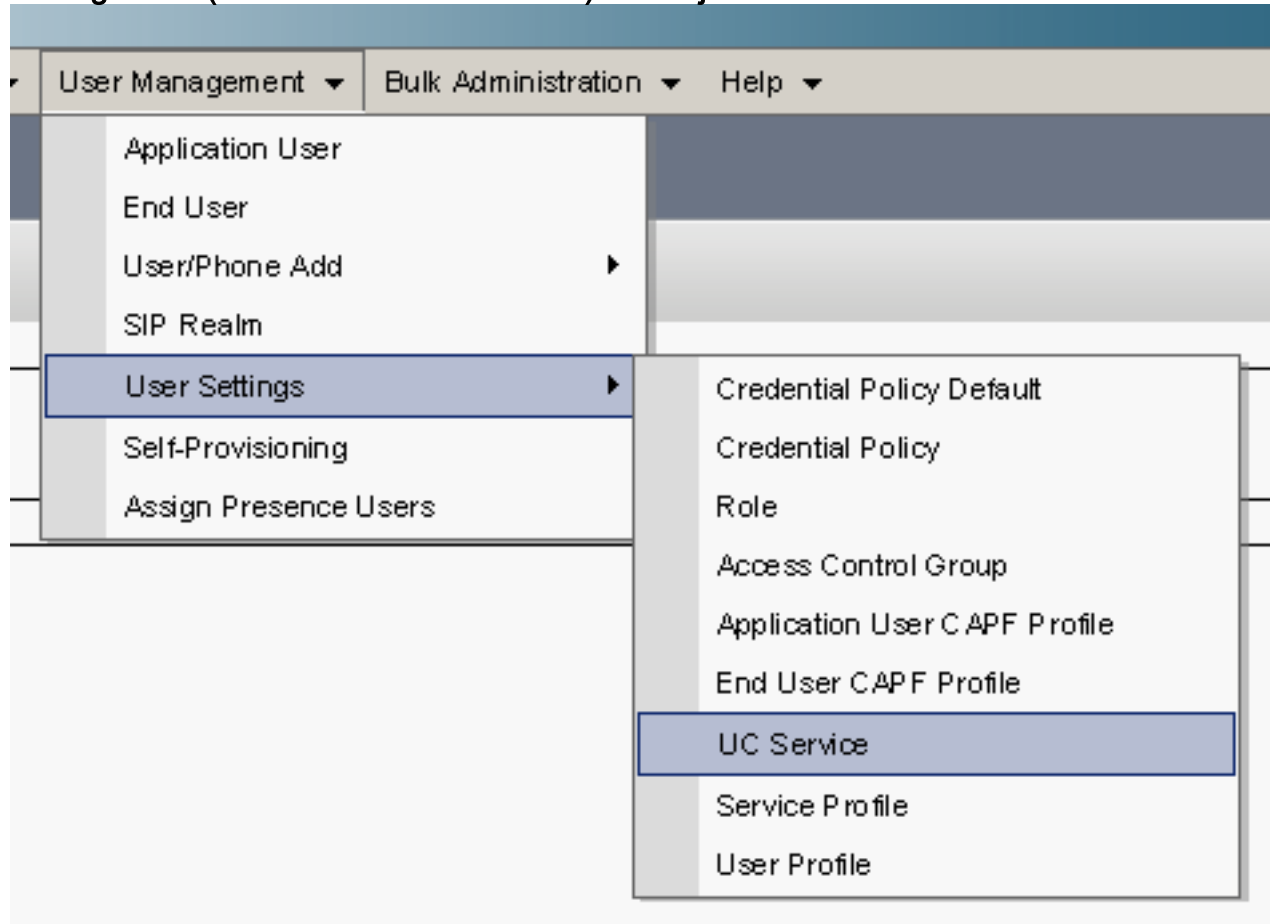 User Management Bulk Administration Help
Application User
End User
User/Phone Add
SIP Realm
User Settings
Self-Provisioning
Assign Presence Users
Credential Policy Default
Credential Policy
Role
Access Control Group
Application User CAPF Profile
End User CAPF Profile
UC Service
Service Profile
User Profile